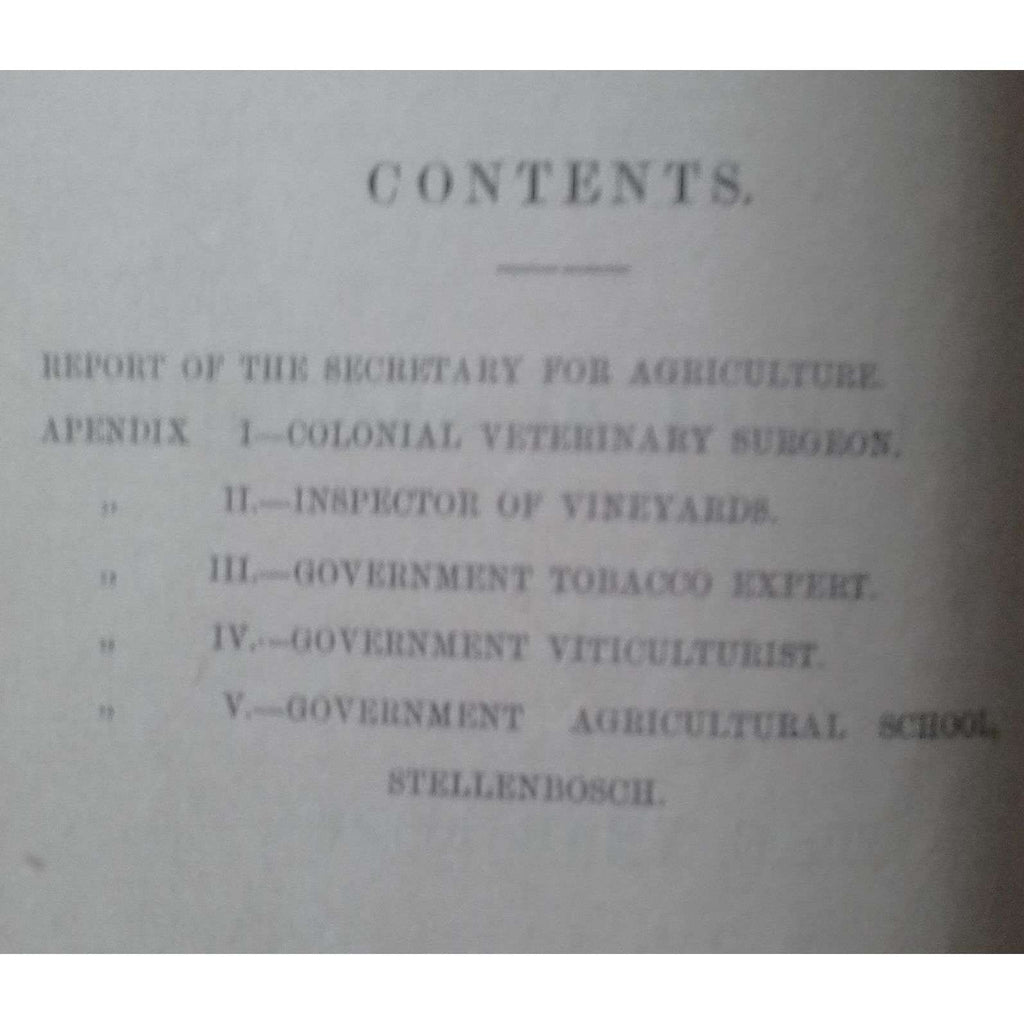 CONTENTS.
REPORT OF THE SECRETARY FOR AGRICULTURE.
APENDIX I—COLONIAL VETERINARY SURGEON.
„ II.—INSPECTOR OF VINEYARDS.
„ III.—GOVERNMENT TOBACCO EXPERT.
„ IV.—GOVERNMENT VITICULTURIST.
„ V.—GOVERNMENT AGRICULTURAL SCHOOL,
STELLENBOSCH.